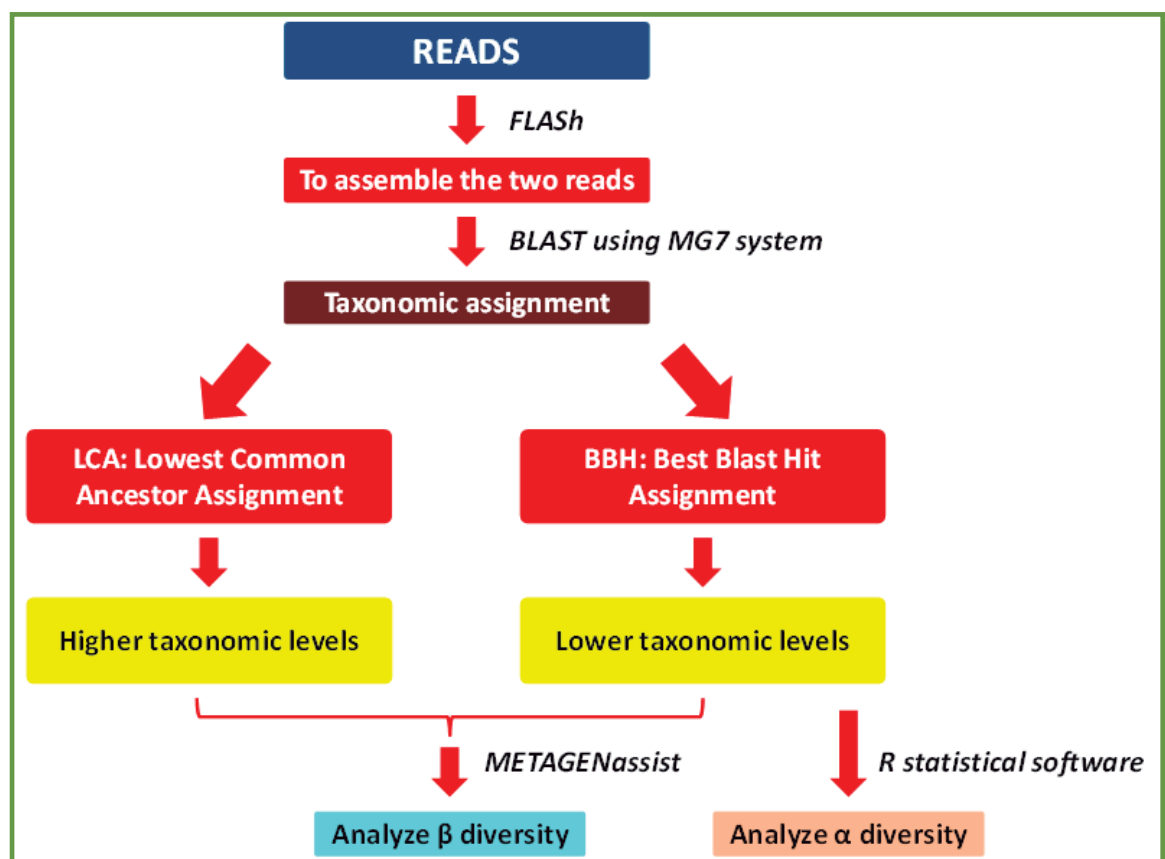 READS
FLASh
To assemble the two reads
BLAST using MG7 system
Taxonomic assignment
LCA: Lowest Common
Ancestor Assignment
BBH: Best Blast Hit
Assignment
Higher taxonomic levels
Lower taxonomic levels
METAGENassist
R statistical software
Analyze β diversity
Analyze α diversity